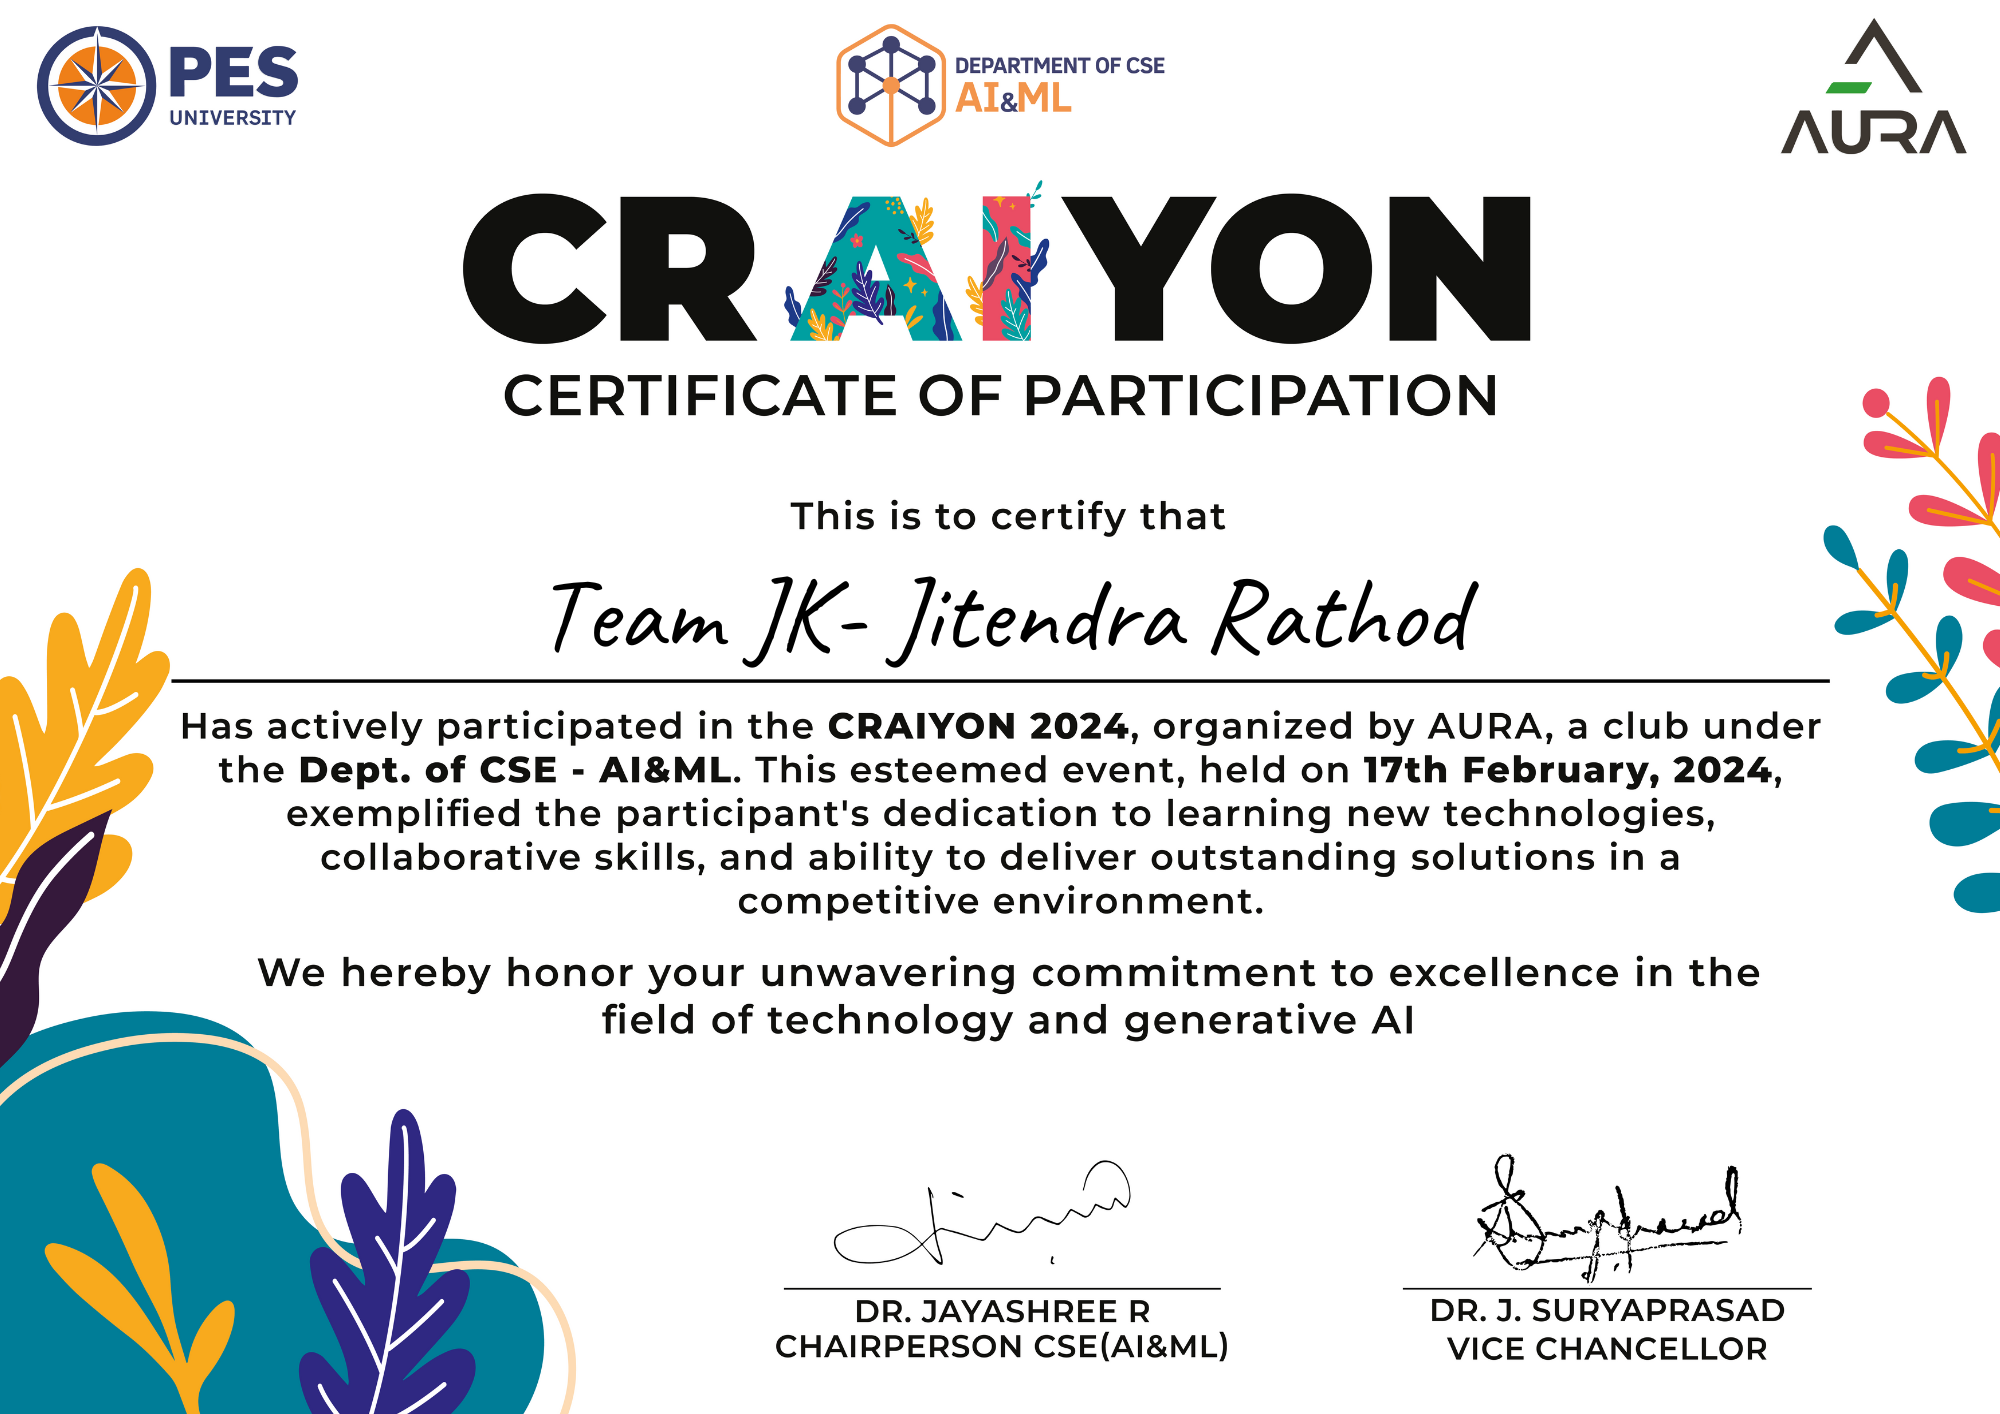 PES
UNIVERSITY
DEPARTMENT OF CSE
AI&ML
AURA
CRAIYON
CERTIFICATE OF PARTICIPATION
This is to certify that
Team JK- Jitendra Rathod
Has actively participated in the CRAIYON 2024, organized by AURA, a club under
the Dept. of CSE - AI&ML. This esteemed event, held on 17th February, 2024,
exemplified the participant's dedication to learning new technologies,
collaborative skills, and ability to deliver outstanding solutions in a
competitive environment.
We hereby honor your unwavering commitment to excellence in the
field of technology and generative AI
DR. JAYASHREE R
CHAIRPERSON CSE(AI&ML)
DR. J. SURYAPRASAD
VICE CHANCELLOR